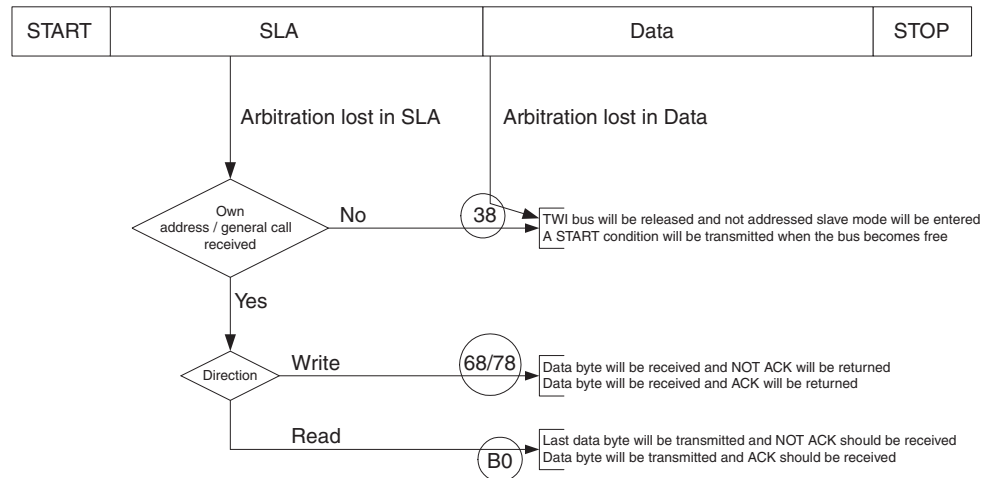 START SLA Data STOP
Arbitration lost in SLA Arbitration lost in Data
Own
address / general call
received
No
38
TWI bus will be released and not addressed slave mode will be entered
A START condition will be transmitted when the bus becomes free
Yes
Direction
Write
68/78
Data byte will be received and NOT ACK will be returned
Data byte will be received and ACK will be returned
Read
B0
Last data byte will be transmitted and NOT ACK should be received
Data byte will be transmitted and ACK should be received